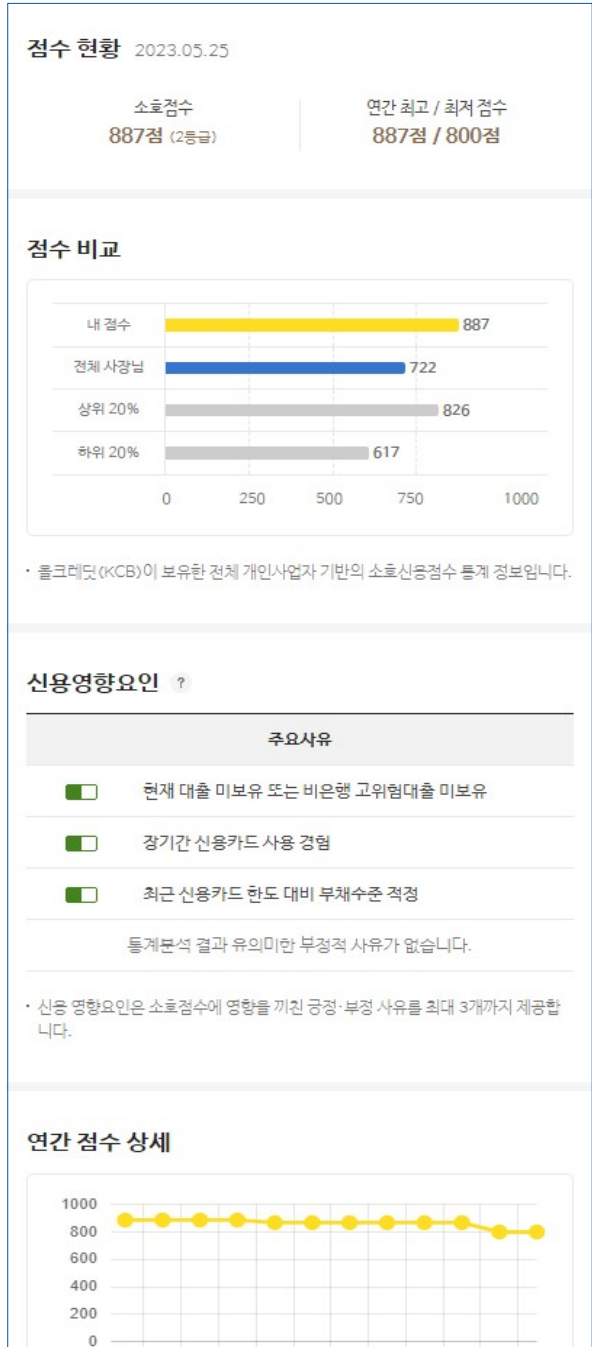 점수 현황 2023.05.25
소호점수 연간 최고 / 최저 점수
887점 (2등급) 887점 / 800점
점수 비교
내 점수 887
전체 사장님 722
상위 20% 826
하위 20% 617
0 250 500 750 1000
· 올크레딧(KCB)이 보유한 전체 개인사업자 기반의 소호신용점수 통계 정보입니다.
신용영향요인 ?
주요사유
현재 대출 미보유 또는 비은행 고위험대출 미보유
장기간 신용카드 사용 경험
최근 신용카드 한도 대비 부채수준 적정
통계분석 결과 유의미한 부정적 사유가 없습니다.
· 신용 영향요인은 소호점수에 영향을 끼친 긍정·부정 사유를 최대 3개까지 제공합
니다.
연간 점수 상세
1000
800
600
400
200
0